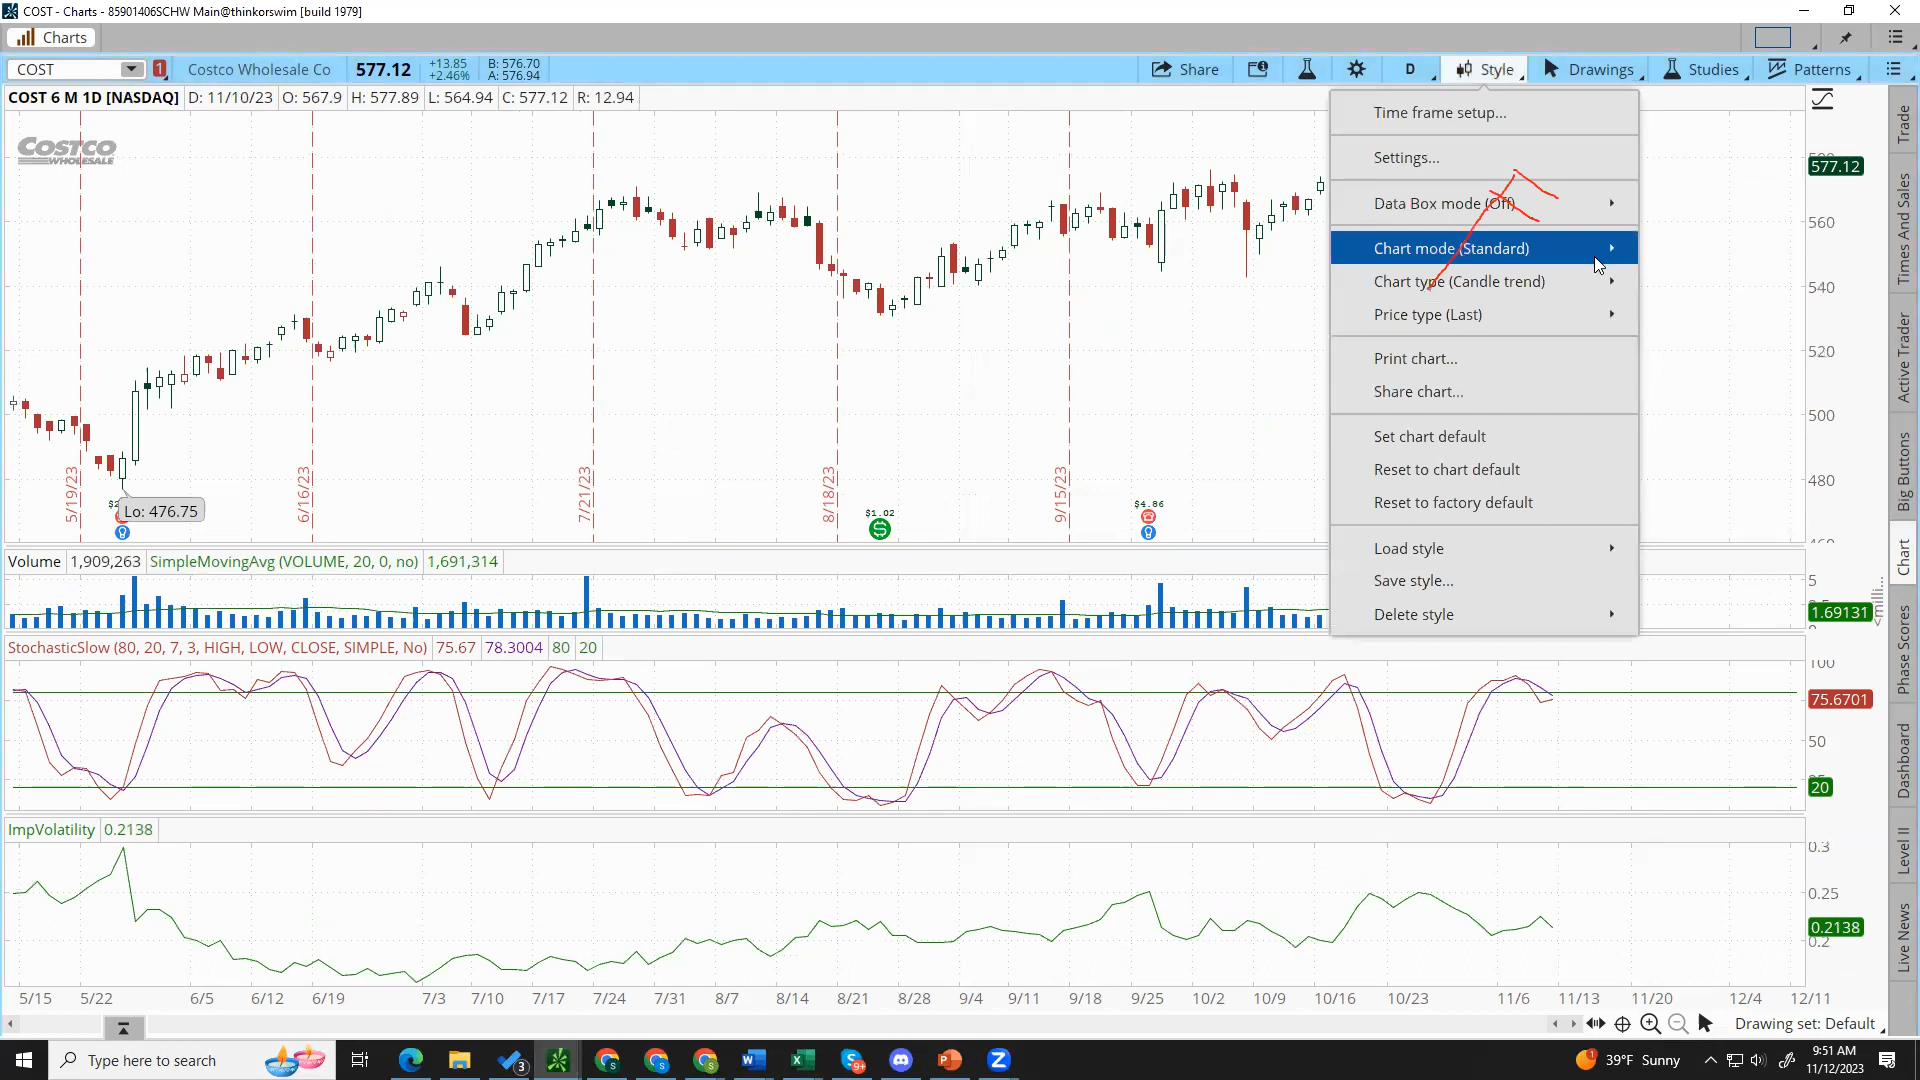 COST - Charts - 85901406SCHW Main@thinkorswim [build 1979]
Charts
COST 1 Costco Wholesale Co 577.12 +13.85 +2.46% B: 576.70 A: 576.94 Share D Style Drawings Studies Patterns
COST 6 M 1D [NASDAQ] D: 11/10/23 O: 567.9 H: 577.89 L: 564.94 C: 577.12 R: 12.94
COSTCO
WHOLESALE
Time frame setup...
Settings...
Data Box mode (Off)
Chart mode (Standard)
Chart type (Candle trend)
Price type (Last)
Print chart...
Share chart...
Set chart default
Reset to chart default
Reset to factory default
Load style
Save style...
Delete style
577.12
560
540
520
500
480
5/19/23
6/16/23
7/21/23
8/18/23
9/15/23
Lo: 476.75
$1.02
$4.86
Volume 1,909,263 SimpleMovingAvg (VOLUME, 20, 0, no) 1,691,314
5
1.69131
<milli
StochasticSlow (80, 20, 7, 3, HIGH, LOW, CLOSE, SIMPLE, No) 75.67 78.3004 80 20
100
75.6701
50
20
ImpVolatility 0.2138
0.3
0.25
0.2138
0.2
5/15 5/22 6/5 6/12 6/19 7/3 7/10 7/17 7/24 7/31 8/7 8/14 8/21 8/28 9/4 9/11 9/18 9/25 10/2 10/9 10/16 10/23 11/6 11/13 11/20 12/4 12/11
Drawing set: Default
Trade
Times And Sales
Active Trader
Big Buttons
Chart
Phase Scores
Dashboard
Level II
Live News
Type here to search
3
9+
39°F Sunny
9:51 AM
11/12/2023